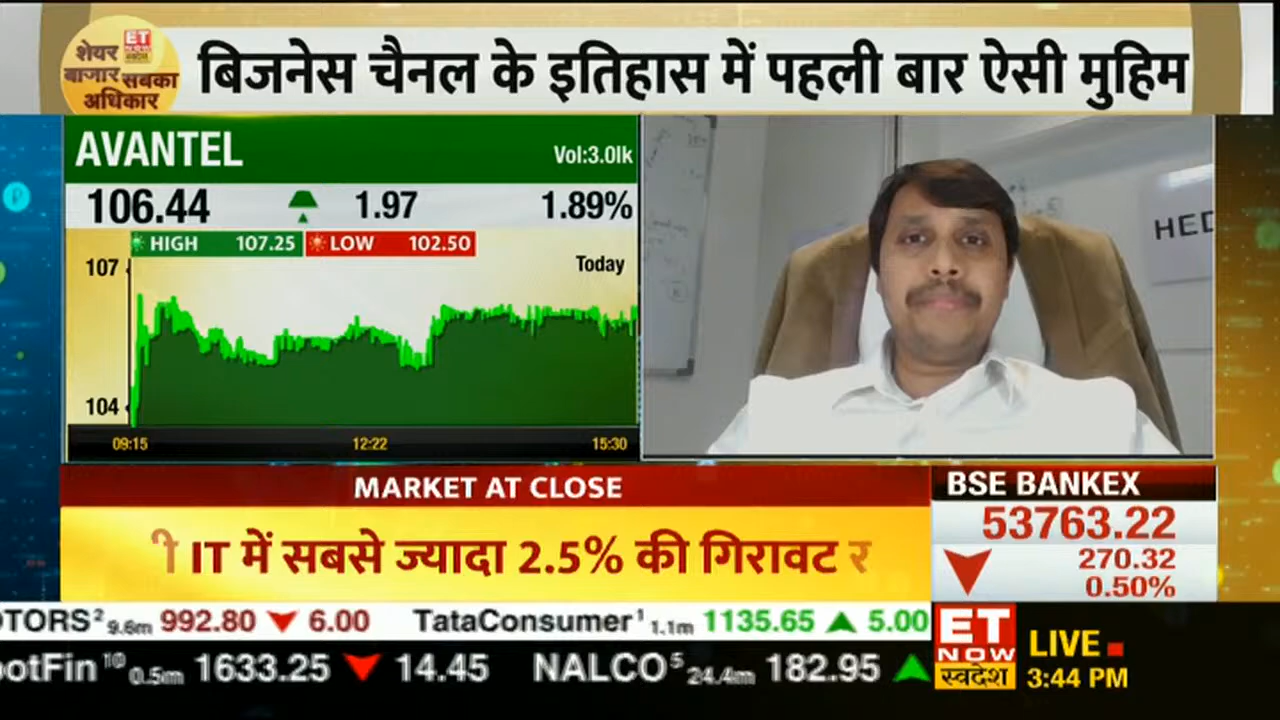 शेयर
बाजार सबका
अधिकार
ET
NOW
स्वदेश
बिजनेस चैनल के इतिहास में पहली बार ऐसी मुहिम
AVANTEL
Vol:3.0lk
106.44 1.97 1.89%
HIGH 107.25 LOW 102.50
107
Today
104
09:15 12:22 15:30
HED
MARKET AT CLOSE
ी IT में सबसे ज्यादा 2.5% की गिरावट र
BSE BANKEX
53763.22
270.32
0.50%
OTORS² 9.6m 992.80 6.00 TataConsumer¹ 1.1m 1135.65 5.00
ootFin¹⁰ 0.5m 1633.25 14.45 NALCO⁵ 24.4m 182.95
ET
NOW
स्वदेश
LIVE
3:44 PM